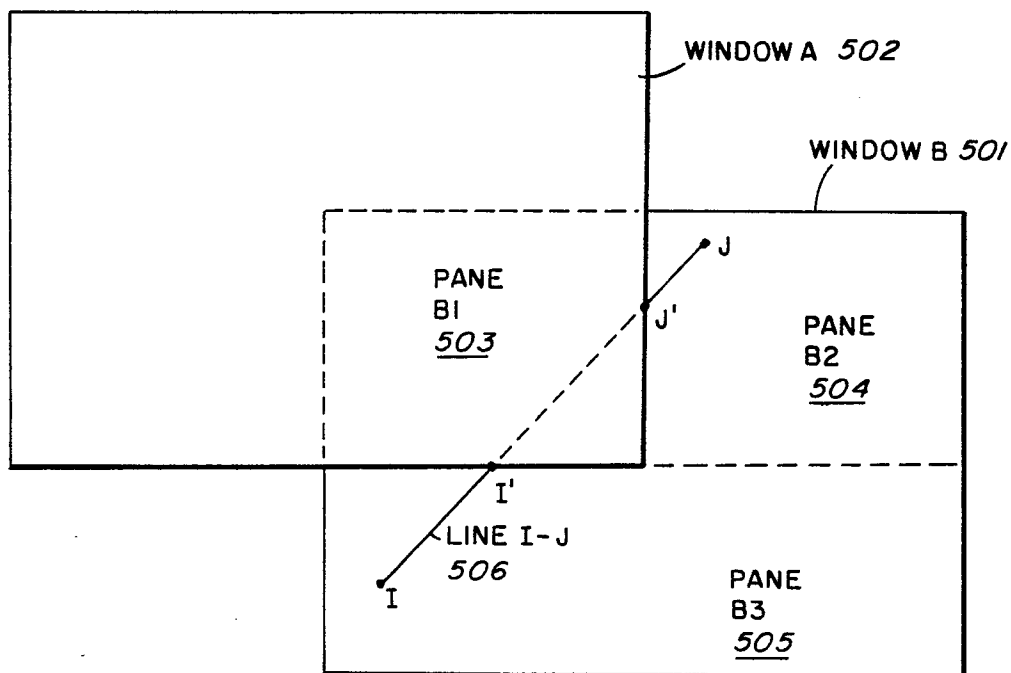 WINDOW A 502
WINDOW B 501
J
PANE
B1
503
J'
PANE
B2
504
I'
LINE I-J
506
I
PANE
B3
505